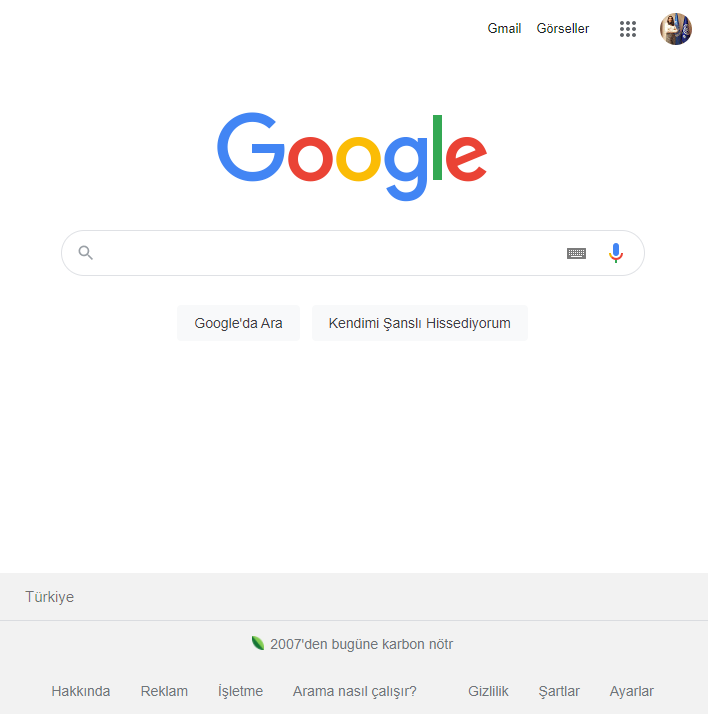 Gmail Görseller
Google
Google'da Ara Kendimi Şanslı Hissediyorum
Türkiye
2007'den bugüne karbon nötr
Hakkında Reklam İşletme Arama nasıl çalışır? Gizlilik Şartlar Ayarlar